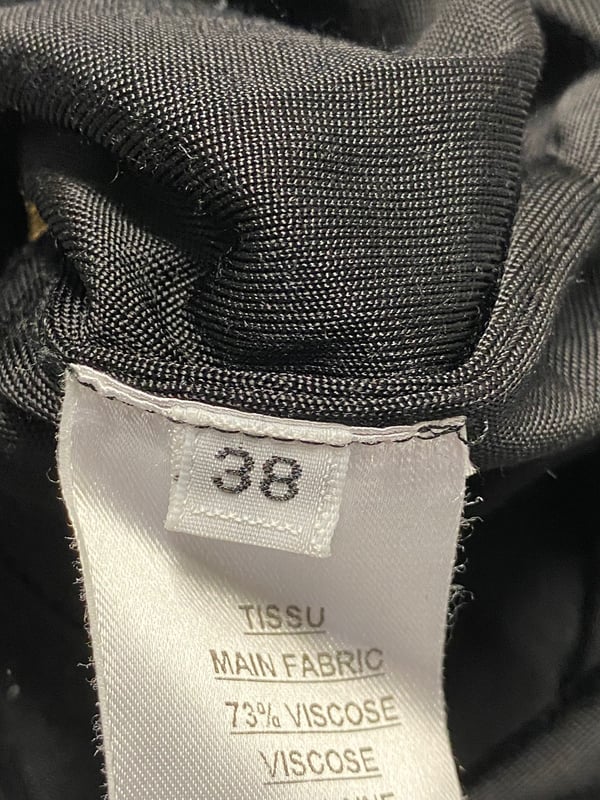 38
TISSU
MAIN FABRIC
73% VISCOSE
VISCOSE